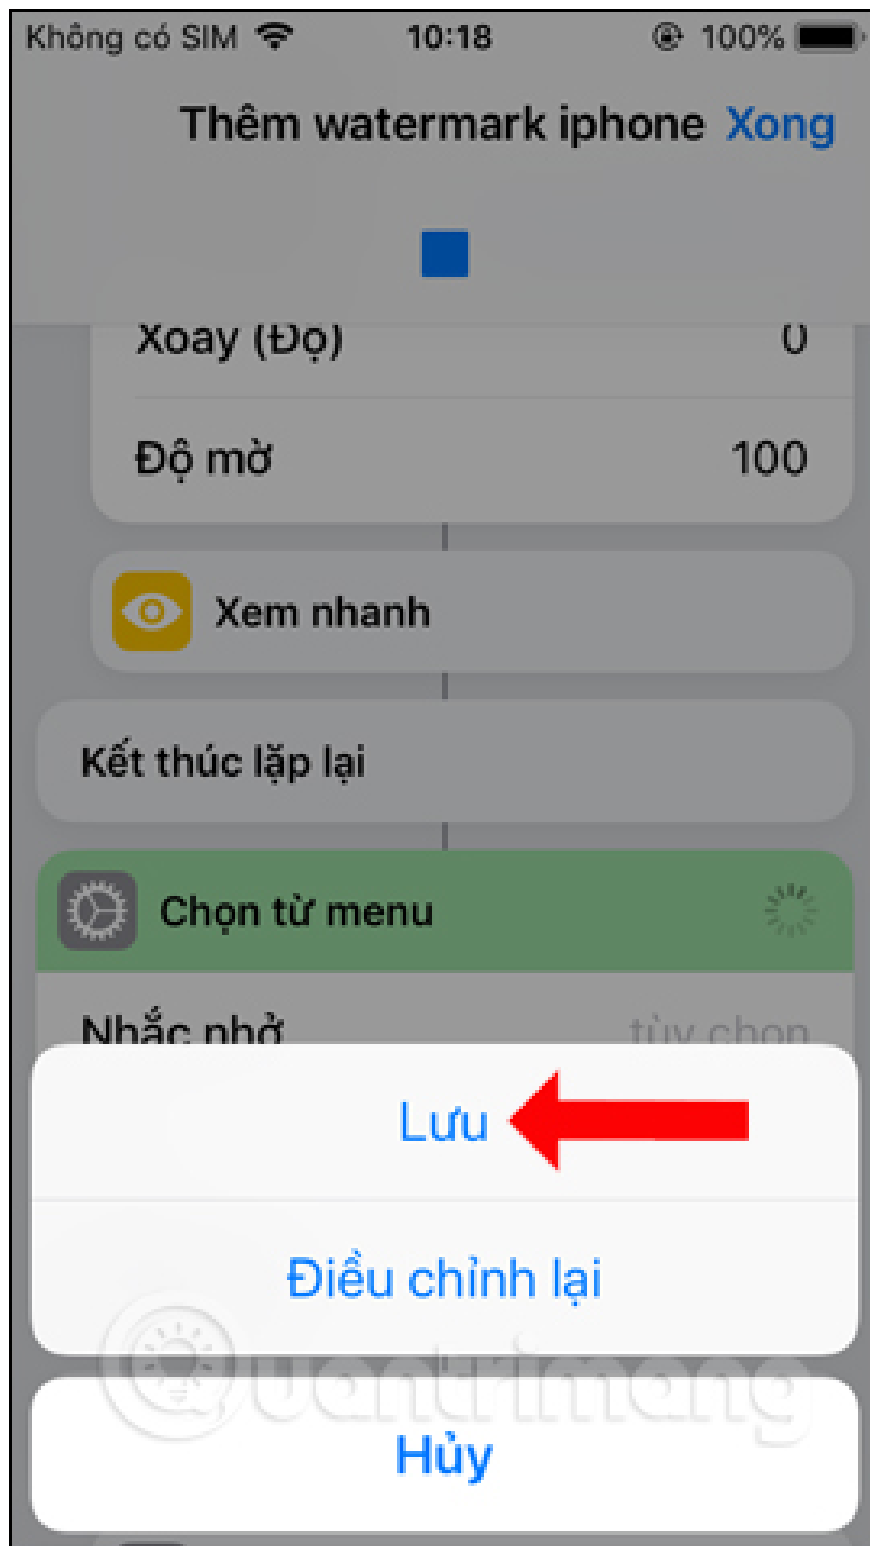 Không có SIM 10:18 100%
Thêm watermark iphone Xong
Xoay (Độ) 0
Độ mờ 100
Xem nhanh
Kết thúc lặp lại
Chọn từ menu
Nhắc nhở tùy chọn
Lưu
Điều chỉnh lại
Quantrimang
Hủy